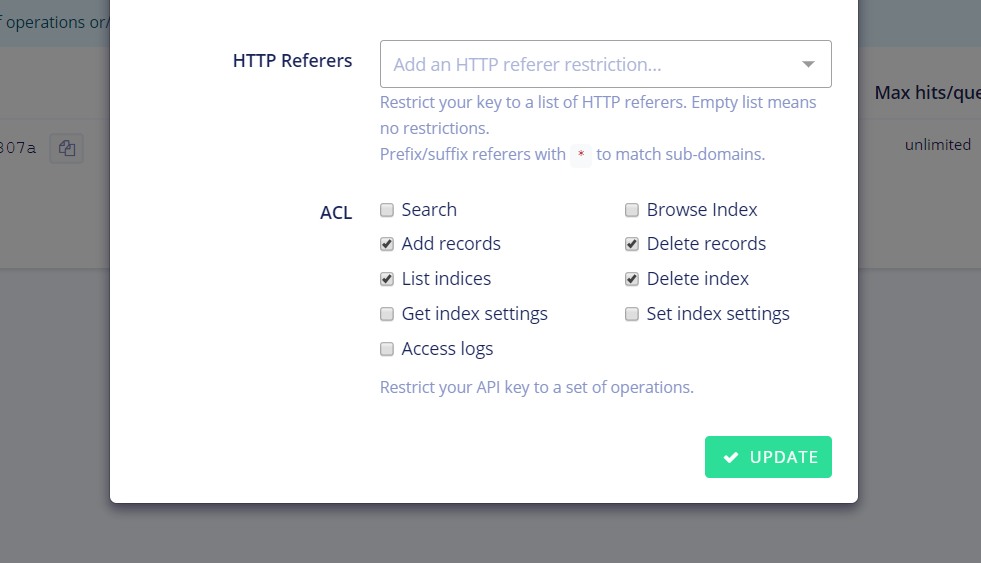 operations or/
HTTP Referers
Add an HTTP referer restriction...
Max hits/que
Restrict your key to a list of HTTP referers. Empty list means
no restrictions.
307a
unlimited
Prefix/suffix referers with * to match sub-domains.
ACL
Search
Browse Index
Add records
Delete records
List indices
Delete index
Get index settings
Set index settings
Access logs
Restrict your API key to a set of operations.
UPDATE